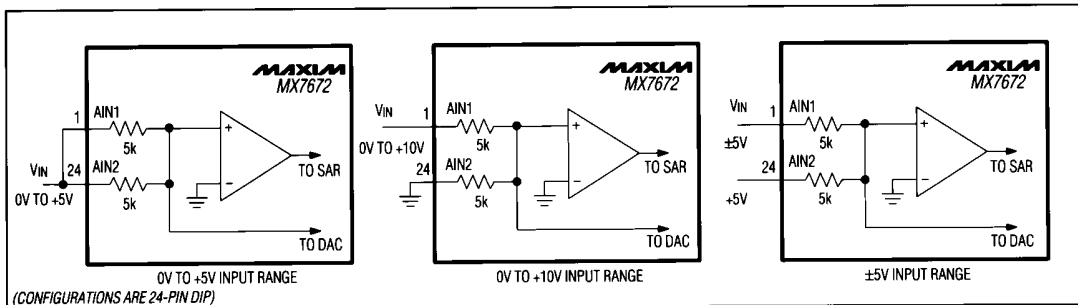 MAXIM
MX7672
1
AIN1
5k
VIN
24
AIN2
0V TO +5V
5k
+
−
TO SAR
TO DAC
0V TO +5V INPUT RANGE
MAXIM
MX7672
VIN
1
AIN1
0V TO +10V
5k
24
AIN2
5k
+
−
TO SAR
TO DAC
0V TO +10V INPUT RANGE
MAXIM
MX7672
VIN
1
AIN1
±5V
5k
24
AIN2
+5V
5k
+
−
TO SAR
TO DAC
±5V INPUT RANGE
(CONFIGURATIONS ARE 24-PIN DIP)